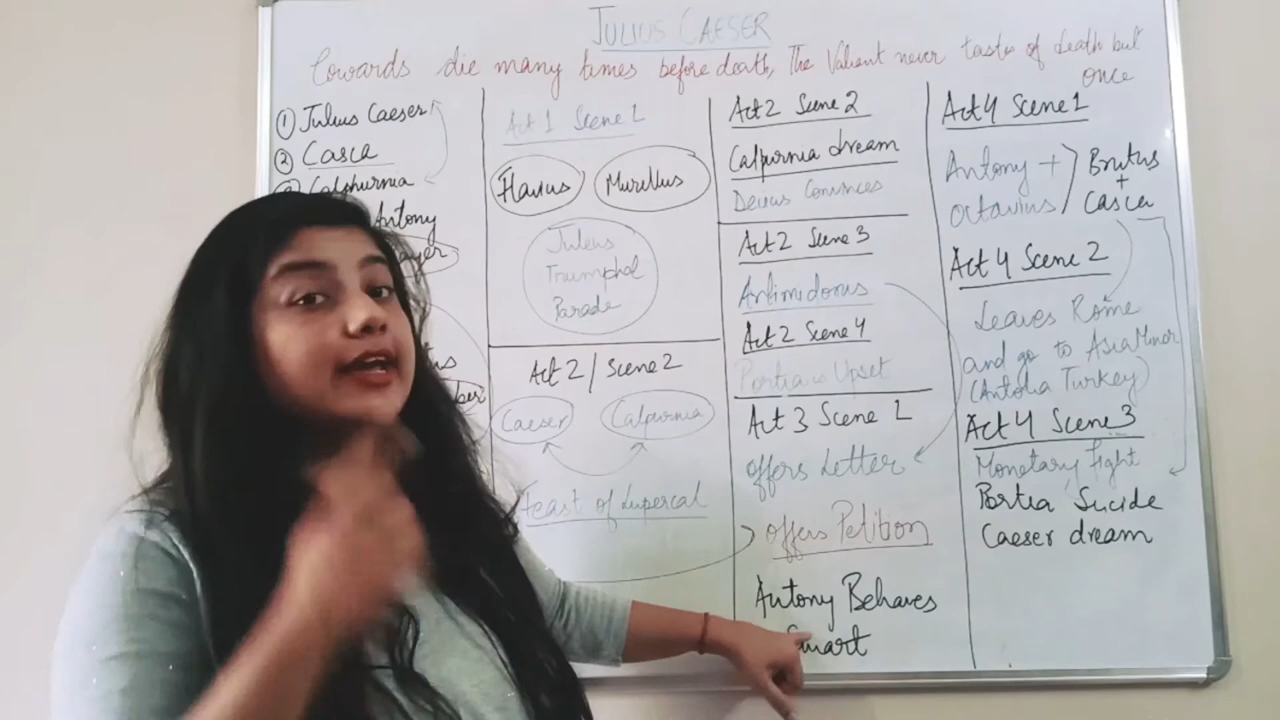 JULIUS CAESER
Cowards die many times before death, The Valient never taste of death but
once
① Julius Caeser
② Casca
Calphurnia
Antony
Act 1 Scene 1
Flavius
Murellus
Julius
Triumphal
Parade
Act 2 / Scene 2
Caeser
Calpurnia
Feast of Lupercal
Act 2 Scene 2
Calpurnia dream
Decius Convinces
Act 2 Scene 3
Artimidorus
Act 2 Scene 4
Portia is Upset
Act 3 Scene 1
offers Letter
offers Petition
Antony Behaves
Smart
Act 4 Scene 1
Antony +
Octavius
Brutus
+
Casca
Act 4 Scene 2
Leaves Rome
and go to Asia Minor
(Antolia Turkey)
Act 4 Scene 3
Monetary Fight
Portia Suicide
Caeser dream